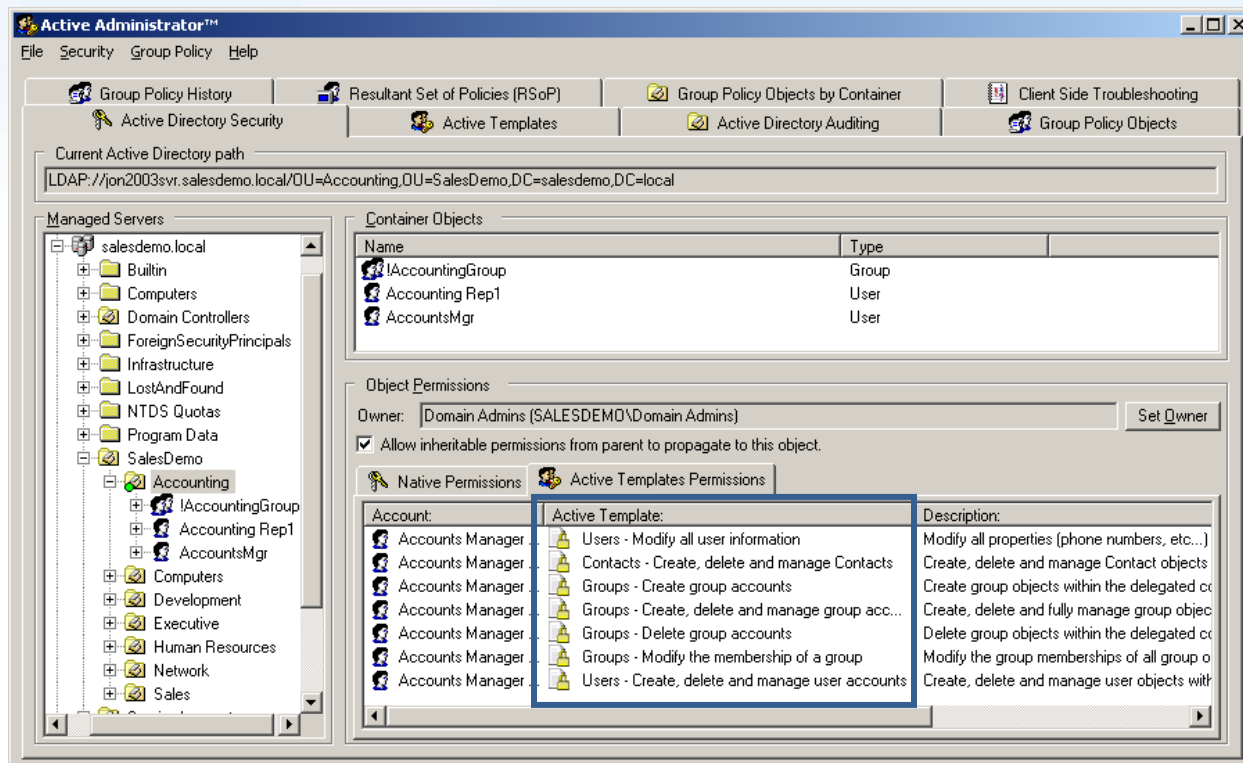 Active Administrator™
File Security Group Policy Help
Group Policy History Resultant Set of Policies (RSoP) Group Policy Objects by Container Client Side Troubleshooting
Active Directory Security Active Templates Active Directory Auditing Group Policy Objects
Current Active Directory path
LDAP://jon2003svr.salesdemo.local/OU=Accounting,OU=SalesDemo,DC=salesdemo,DC=local
Managed Servers
salesdemo.local
Builtin
Computers
Domain Controllers
ForeignSecurityPrincipals
Infrastructure
LostAndFound
NTDS Quotas
Program Data
SalesDemo
Accounting
!AccountingGroup
Accounting Rep1
AccountsMgr
Computers
Development
Executive
Human Resources
Network
Sales
Container Objects
Name Type
!AccountingGroup Group
Accounting Rep1 User
AccountsMgr User
Object Permissions
Owner: Domain Admins (SALESDEMO\Domain Admins) Set Owner
Allow inheritable permissions from parent to propagate to this object.
Native Permissions Active Templates Permissions
Account: Active Template: Description:
Accounts Manager ... Users - Modify all user information Modify all properties (phone numbers, etc...)
Accounts Manager ... Contacts - Create, delete and manage Contacts Create, delete and manage Contact objects
Accounts Manager ... Groups - Create group accounts Create group objects within the delegated
Accounts Manager ... Groups - Create, delete and manage group acc... Create, delete and fully manage group objec
Accounts Manager ... Groups - Delete group accounts Delete group objects within the delegated
Accounts Manager ... Groups - Modify the membership of a group Modify the group memberships of all group o
Accounts Manager ... Users - Create, delete and manage user accounts Create, delete and manage user objects with